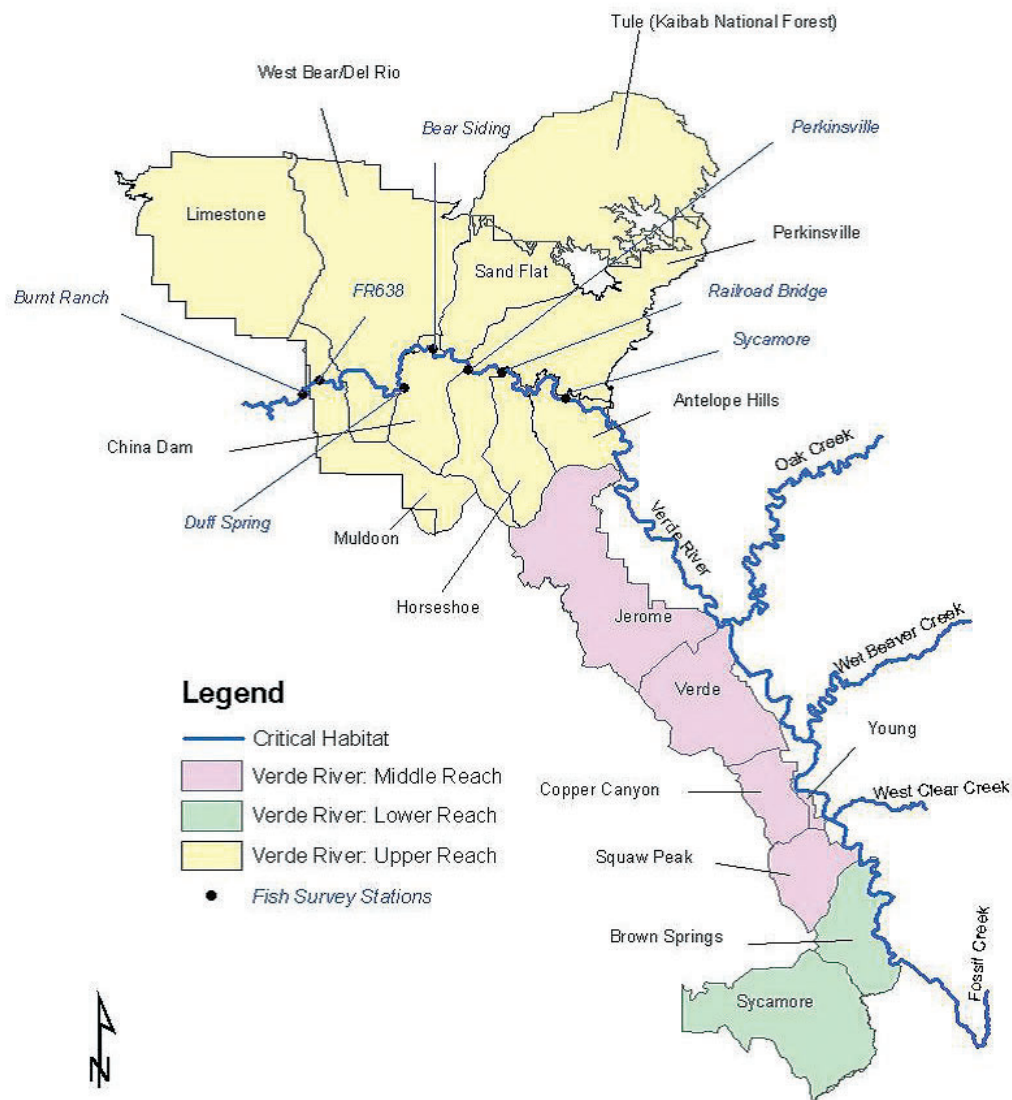 Tule (Kaibab National Forest)
West Bear/Del Rio
Bear Siding
Perkinsville
Limestone
Perkinsville
Sand Flat
Burnt Ranch
FR638
Railroad Bridge
Sycamore
Antelope Hills
China Dam
Oak Creek
Duff Spring
Muldoon
Verde River
Horseshoe
Jerome
Wet Beaver Creek
Legend
Verde
Young
Critical Habitat
Verde River: Middle Reach
Copper Canyon
West Clear Creek
Verde River: Lower Reach
Verde River: Upper Reach
Squaw Peak
Fish Survey Stations
Brown Springs
Fossil Creek
Sycamore
N